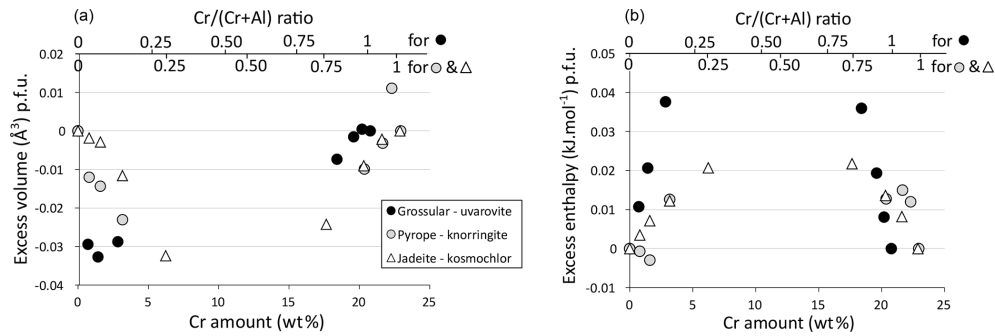 (a)
Cr/(Cr+Al) ratio
0 0.25 0.50 0.75 1 for ●
0 0.25 0.50 0.75 1 for ○ & △
0.02
0.01
0
-0.01
-0.02
-0.03
-0.04
Excess volume (Å³) p.f.u.
Grossular - uvarovite
Pyrope - knorringite
Jadeite - kosmochlor
0 5 10 15 20 25
Cr amount (wt%)
(b)
Cr/(Cr+Al) ratio
0 0.25 0.50 0.75 1 for ●
0 0.25 0.50 0.75 1 for ○ & △
0.05
0.04
0.03
0.02
0.01
0
-0.01
Excess enthalpy (kJ.mol⁻¹) p.f.u.
0 5 10 15 20 25
Cr amount (wt%)